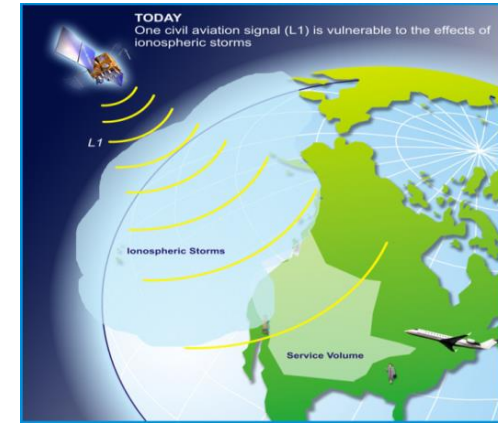 TODAY
One civil aviation signal (L1) is vulnerable to the effects of
ionospheric storms
L1
Ionospheric Storms
Service Volume